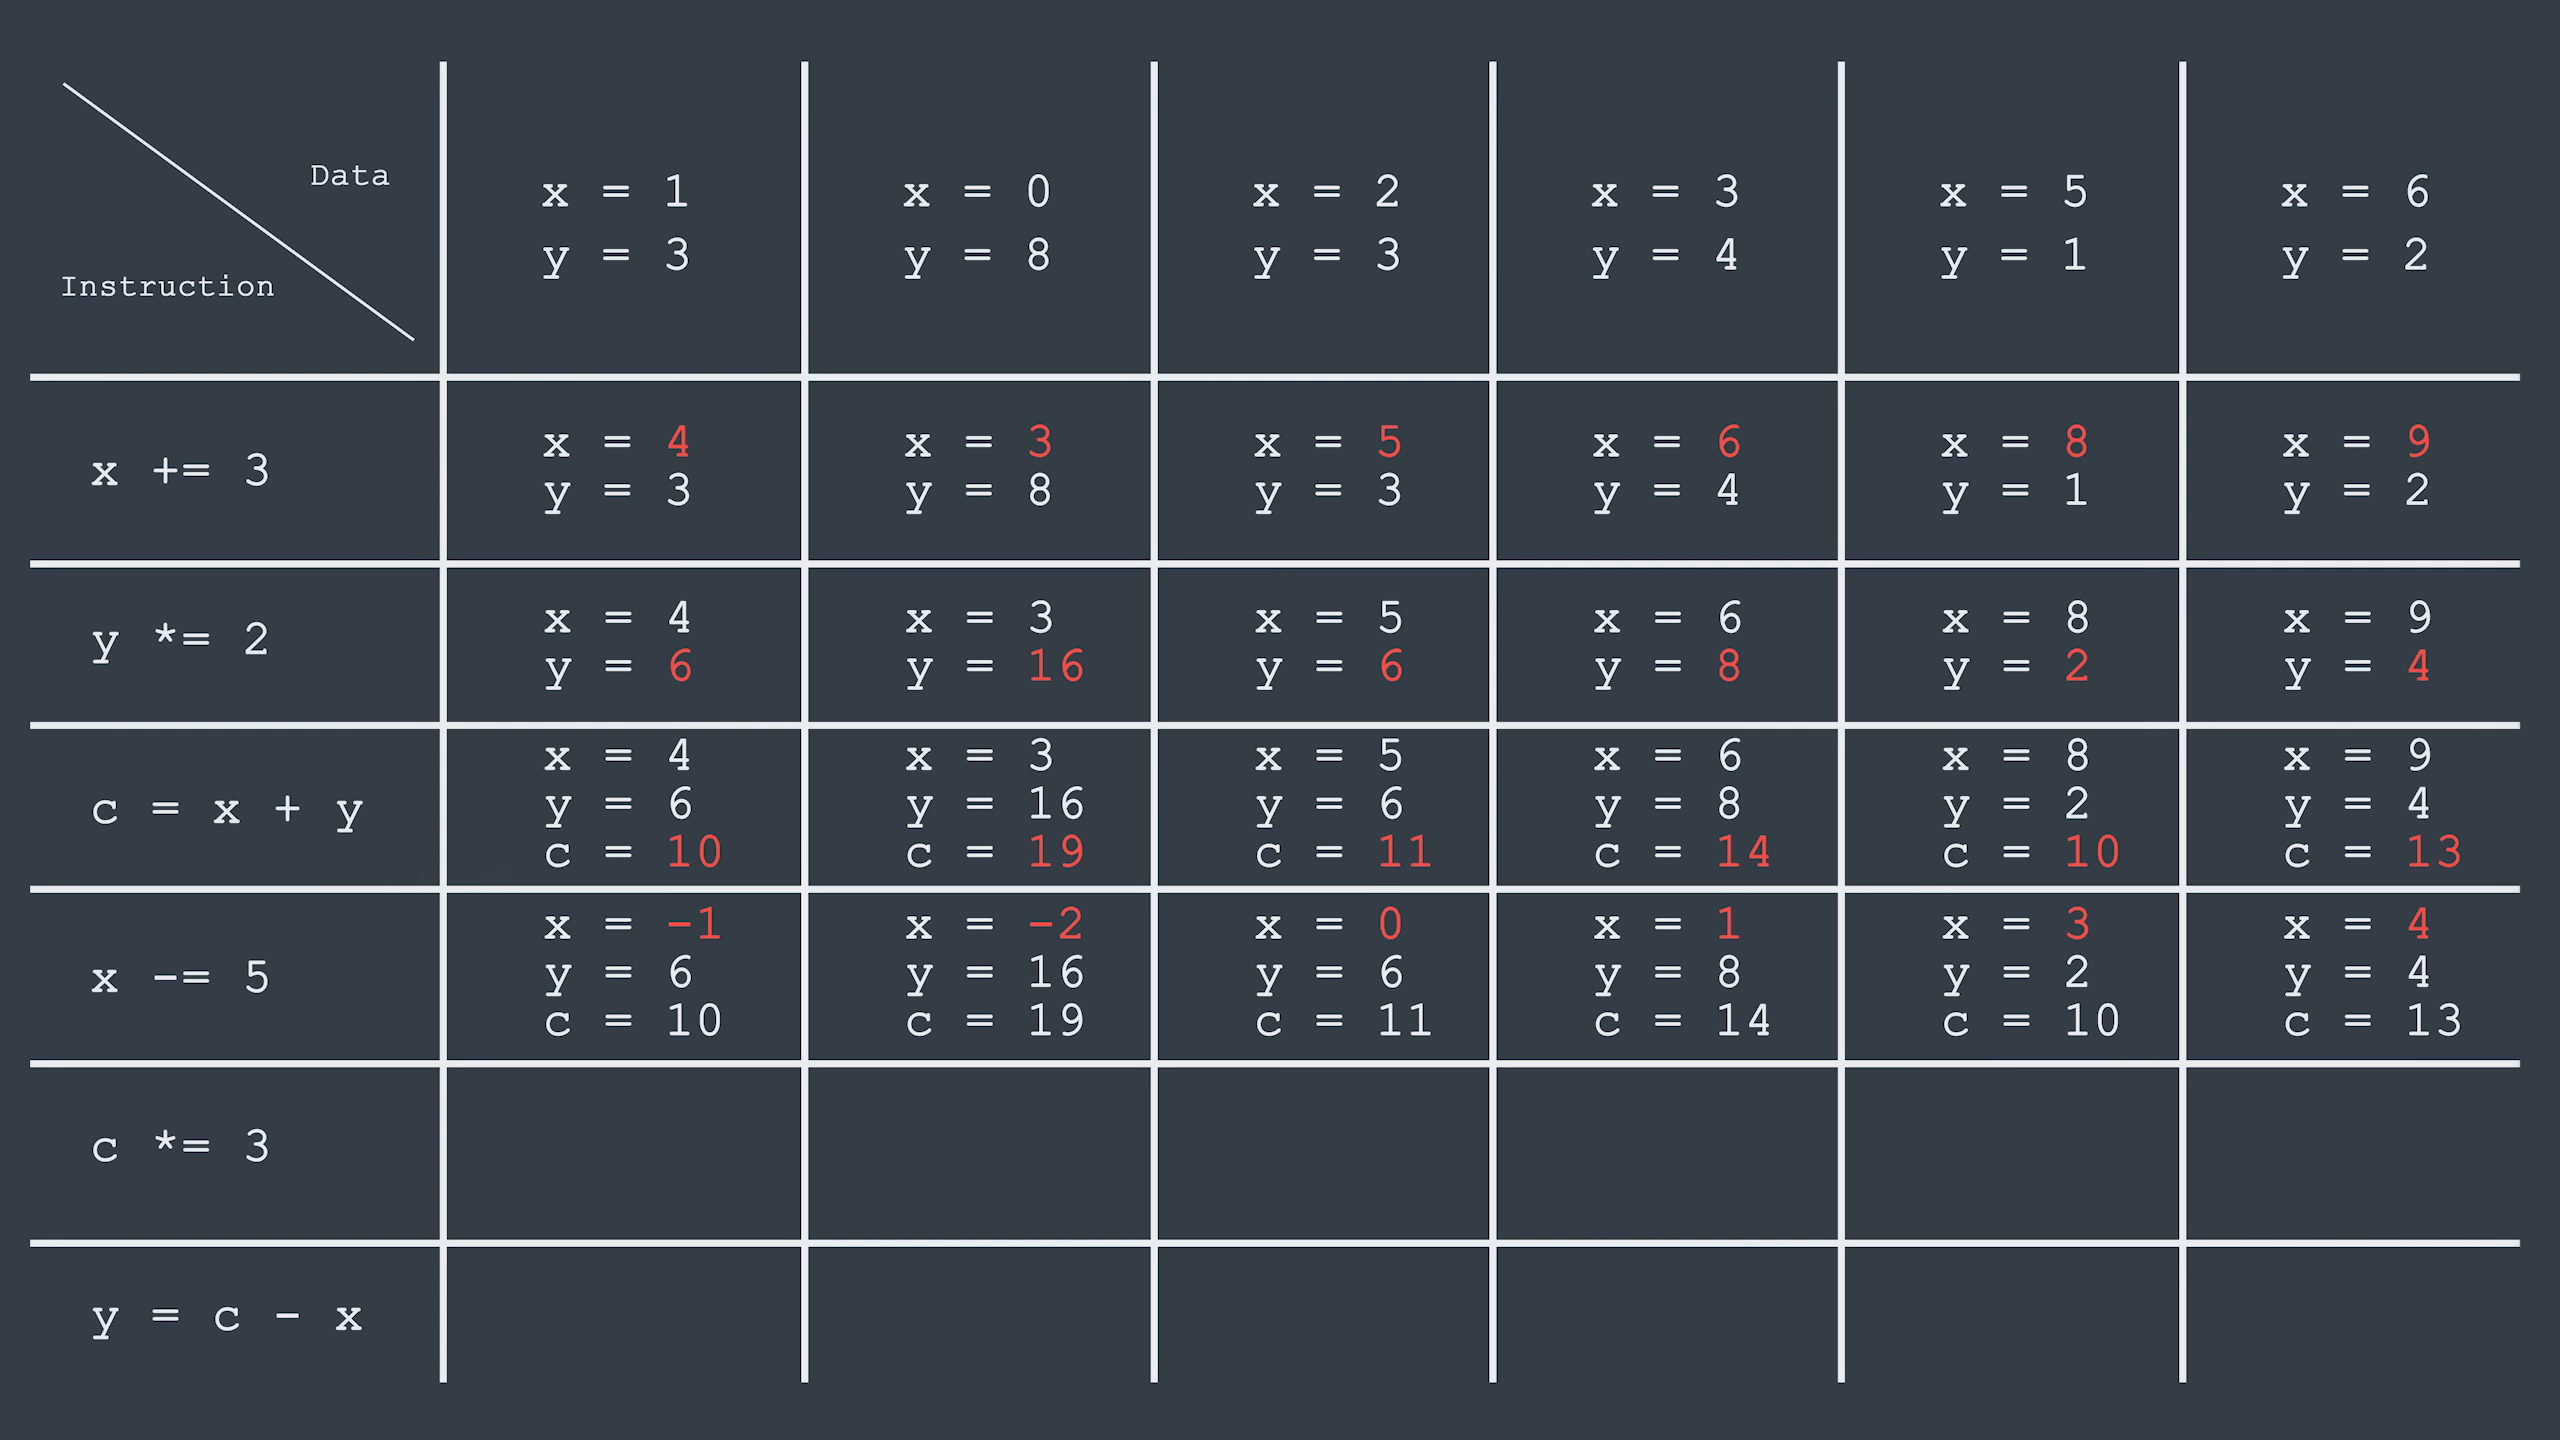 Data
Instruction
x = 1 x = 0 x = 2 x = 3 x = 5 x = 6
y = 3 y = 8 y = 3 y = 4 y = 1 y = 2
x += 3
x = 4 x = 3 x = 5 x = 6 x = 8 x = 9
y = 3 y = 8 y = 3 y = 4 y = 1 y = 2
y *= 2
x = 4 x = 3 x = 5 x = 6 x = 8 x = 9
y = 6 y = 16 y = 6 y = 8 y = 2 y = 4
c = x + y
x = 4 x = 3 x = 5 x = 6 x = 8 x = 9
y = 6 y = 16 y = 6 y = 8 y = 2 y = 4
c = 10 c = 19 c = 11 c = 14 c = 10 c = 13
x -= 5
x = -1 x = -2 x = 0 x = 1 x = 3 x = 4
y = 6 y = 16 y = 6 y = 8 y = 2 y = 4
c = 10 c = 19 c = 11 c = 14 c = 10 c = 13
c *= 3
y = c - x